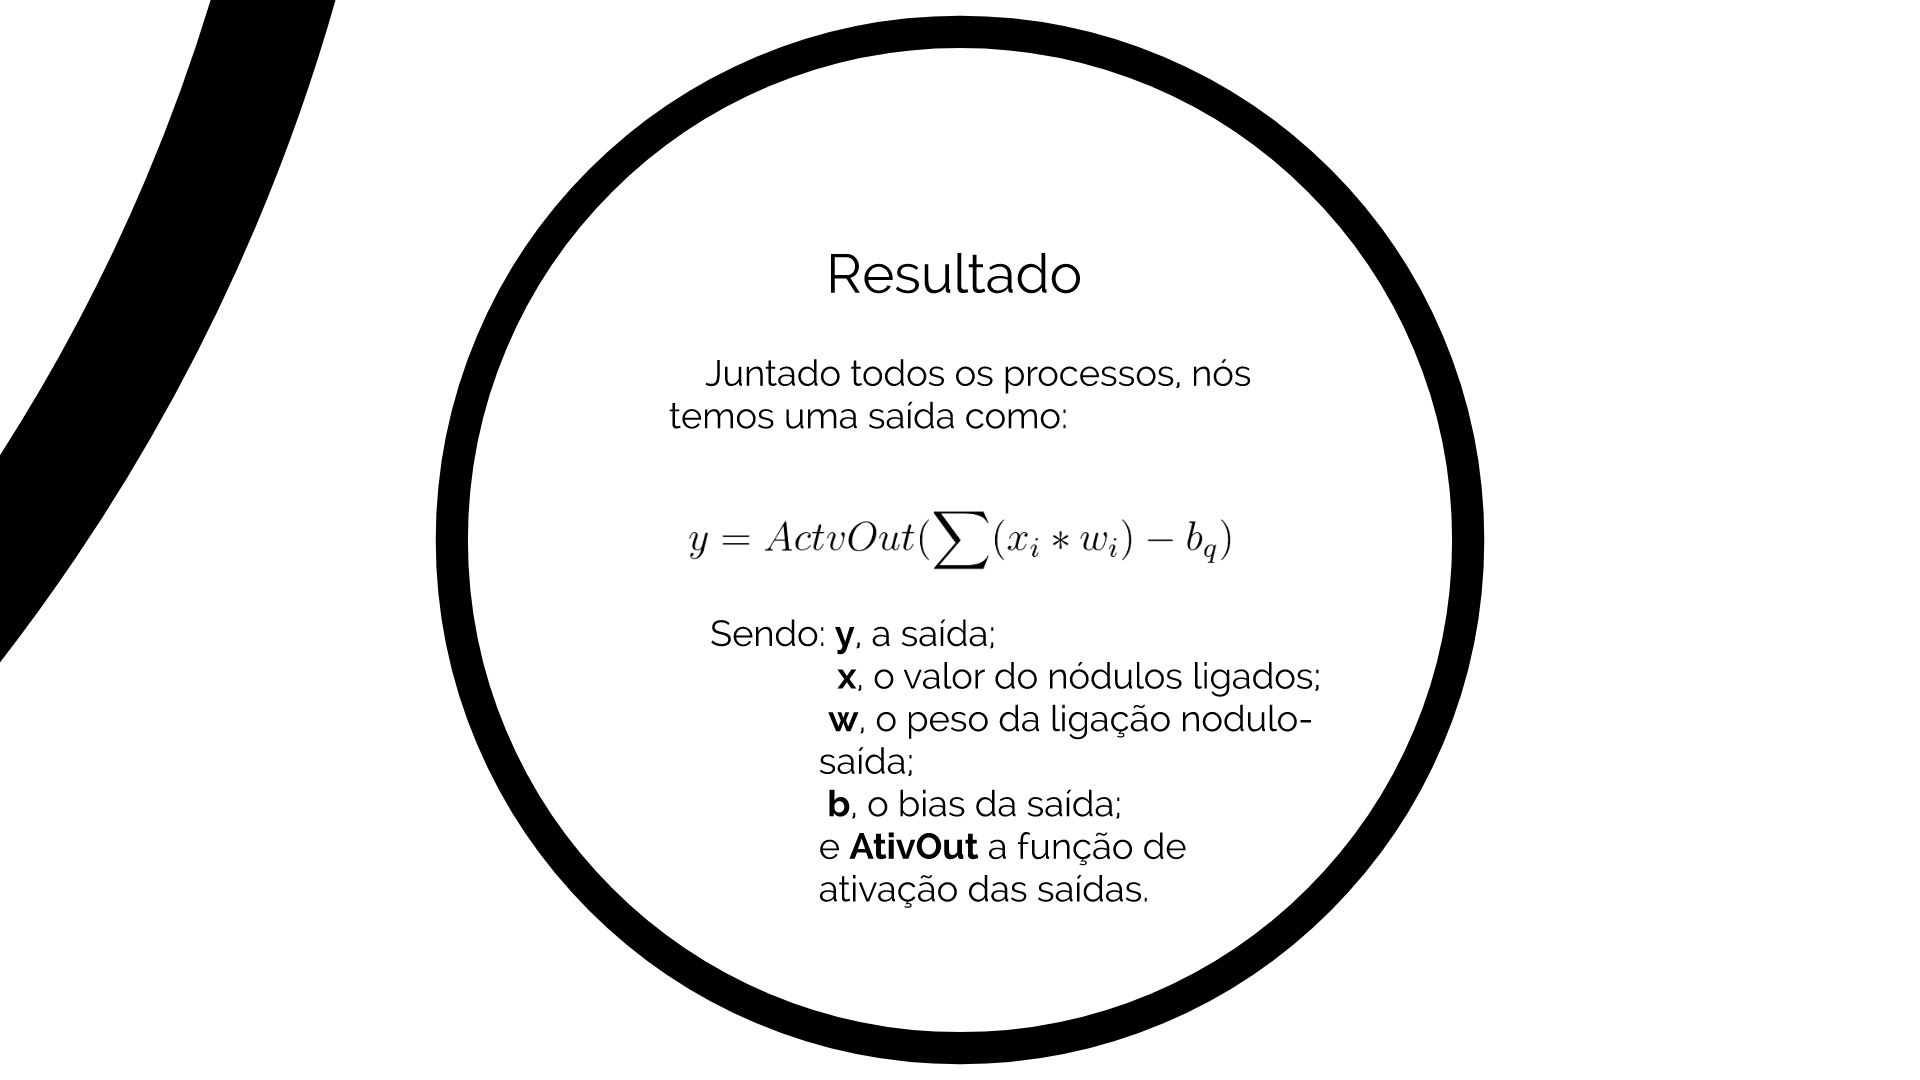 Resultado
Juntado todos os processos, nós
temos uma saída como:
y = ActvOut(∑(x_i * w_i) − b_q)
Sendo: y, a saída;
x, o valor do nódulos ligados;
w, o peso da ligação nodulo-
saída;
b, o bias da saída;
e AtivOut a função de
ativação das saídas.